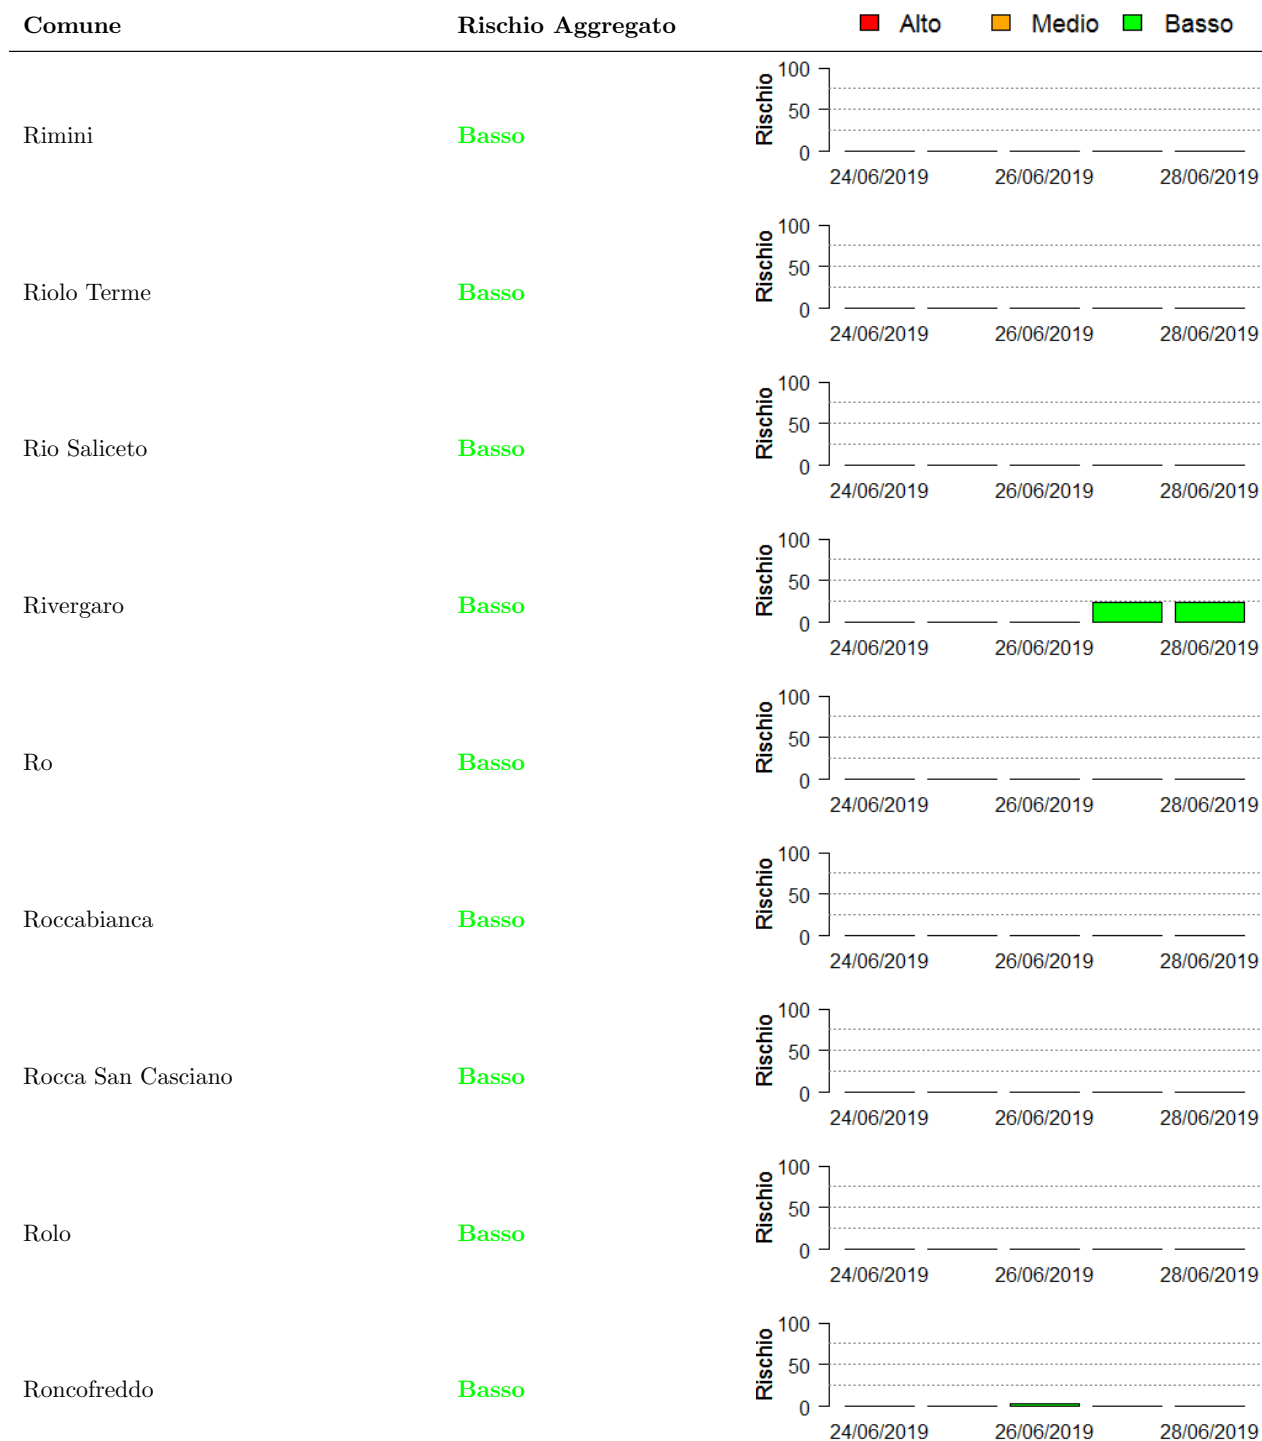 Comune Rischio Aggregato Alto Medio Basso
100
Rischio
50
Rimini Basso
0
24/06/2019 26/06/2019 28/06/2019
100
Rischio
50
Riolo Terme Basso
0
24/06/2019 26/06/2019 28/06/2019
100
Rischio
50
Rio Saliceto Basso
0
24/06/2019 26/06/2019 28/06/2019
100
Rischio
50
Rivergaro Basso
0
24/06/2019 26/06/2019 28/06/2019
100
Rischio
50
Ro Basso
0
24/06/2019 26/06/2019 28/06/2019
100
Rischio
50
Roccabianca Basso
0
24/06/2019 26/06/2019 28/06/2019
100
Rischio
50
Rocca San Casciano Basso
0
24/06/2019 26/06/2019 28/06/2019
100
Rischio
50
Rolo Basso
0
24/06/2019 26/06/2019 28/06/2019
100
Rischio
50
Roncofreddo Basso
0
24/06/2019 26/06/2019 28/06/2019